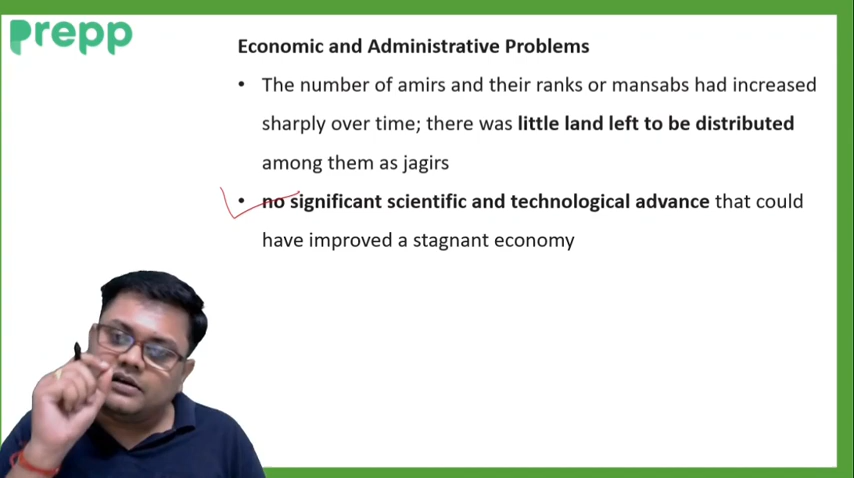 Prepp
Economic and Administrative Problems
• The number of amirs and their ranks or mansabs had increased
sharply over time; there was little land left to be distributed
among them as jagirs
• no significant scientific and technological advance that could
have improved a stagnant economy